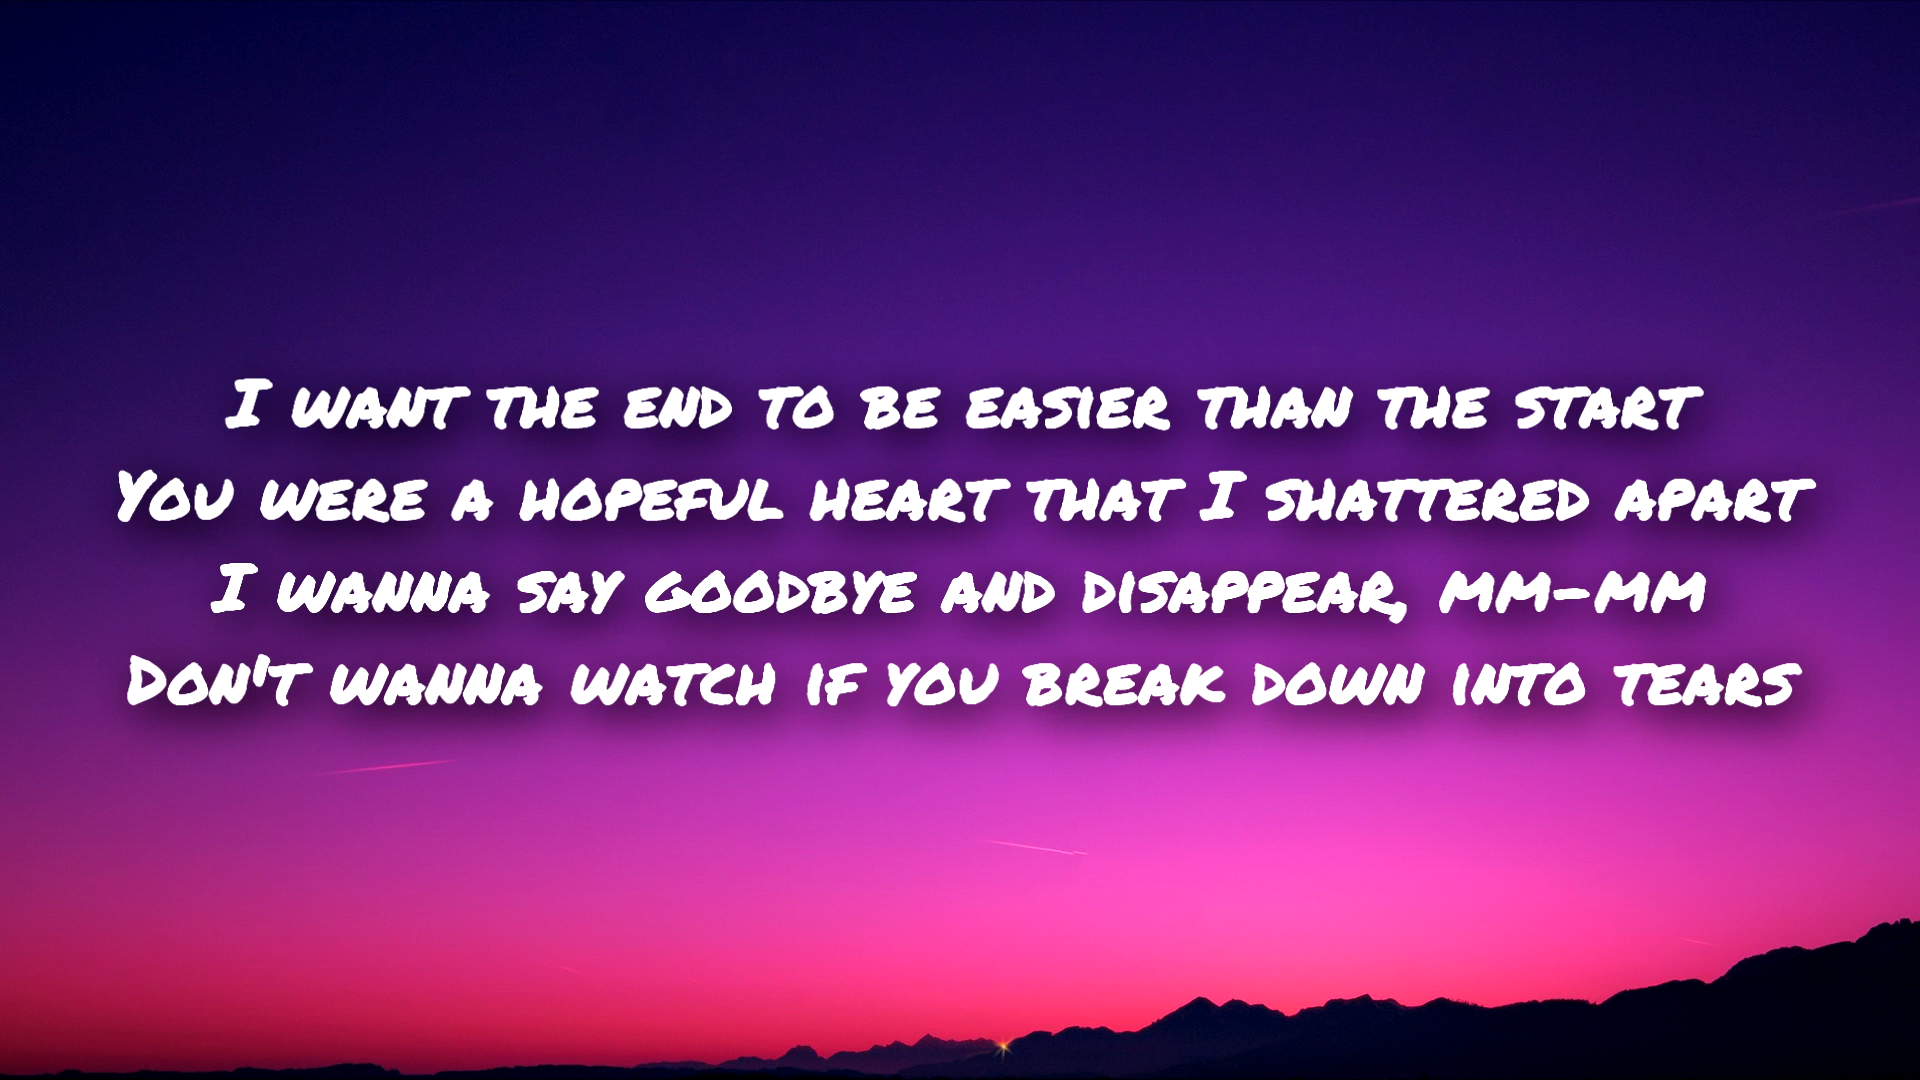 I want the end to be easier than the start
You were a hopeful heart that I shattered apart
I wanna say goodbye and disappear, mm-mm
Don't wanna watch if you break down into tears